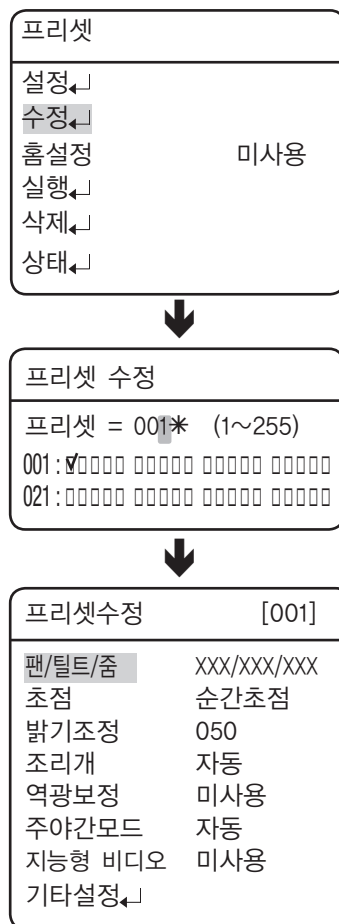 프리셋
설정↵
수정↵
홈설정 미사용
실행↵
삭제↵
상태↵
프리셋 수정
프리셋 = 001* (1~255)
001 : ✓▯▯▯▯ ▯▯▯▯▯ ▯▯▯▯▯ ▯▯▯▯▯
021 : ▯▯▯▯▯ ▯▯▯▯▯ ▯▯▯▯▯ ▯▯▯▯▯
프리셋수정 [001]
팬/틸트/줌 XXX/XXX/XXX
초점 순간초점
밝기조정 050
조리개 자동
역광보정 미사용
주야간모드 자동
지능형 비디오 미사용
기타설정↵